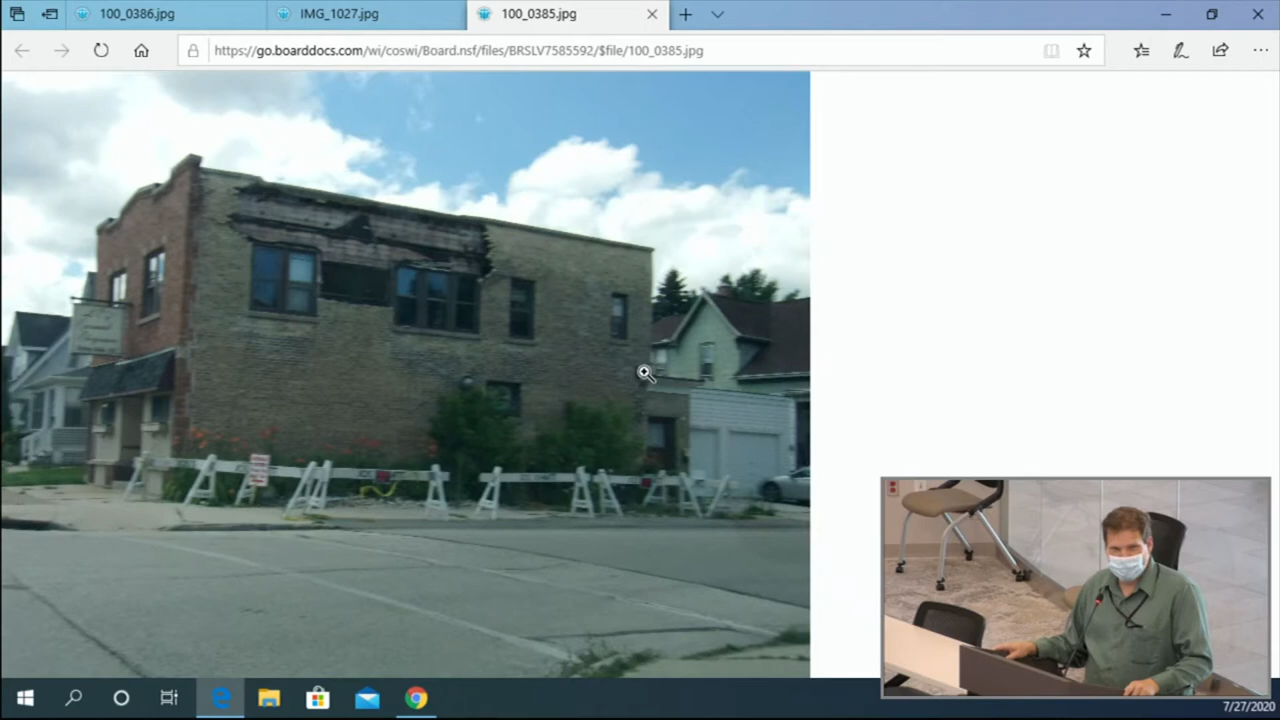 100_0386.jpg
IMG_1027.jpg
100_0385.jpg
https://go.boarddocs.com/wi/coswi/Board.nsf/files/BRSLV7585592/$file/100_0385.jpg
7/27/2020